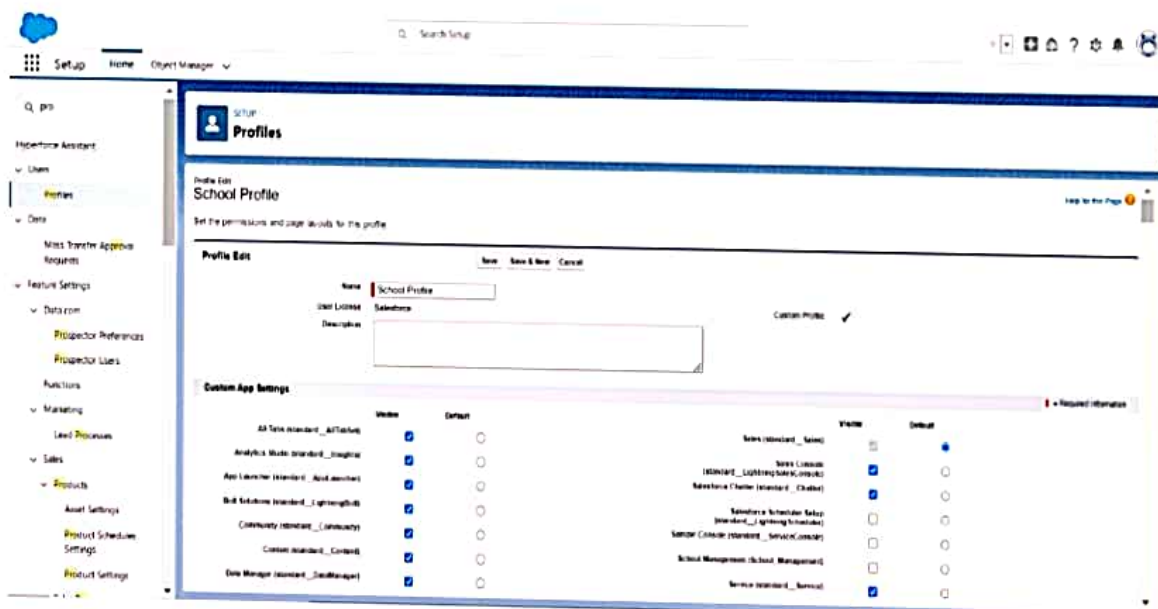 Search Setup
Setup
Home
Object Manager
pro
Hyperforce Assistant
Users
Profiles
Data
Mass Transfer Approval
Requests
Feature Settings
Data.com
Prospector Preferences
Prospector Users
Functions
Marketing
Lead Processes
Sales
Products
Asset Settings
Product Schedules
Settings
Product Settings
SETUP
Profiles
Profile Edit
School Profile
Help for this Page
Set the permissions and page layouts for this profile
Profile Edit
Save Save & New Cancel
Name School Profile
User License Salesforce
Custom Profile
Description
Custom App Settings
= Required Information
Visible Default
Visible Default
All Tabs (standard__AllTabSet)
Sales (standard__Sales)
Analytics Studio (standard__Insights)
Sales Console
(standard__LightningSalesConsole)
App Launcher (standard__AppLauncher)
Salesforce Chatter (standard__Chatter)
Bolt Solutions (standard__LightningBolt)
Salesforce Scheduler Setup
(standard__LightningScheduler)
Community (standard__Community)
Sample Console (standard__ServiceConsole)
Content (standard__Content)
School Management (School_Management)
Data Manager (standard__DataManager)
Service (standard__Service)